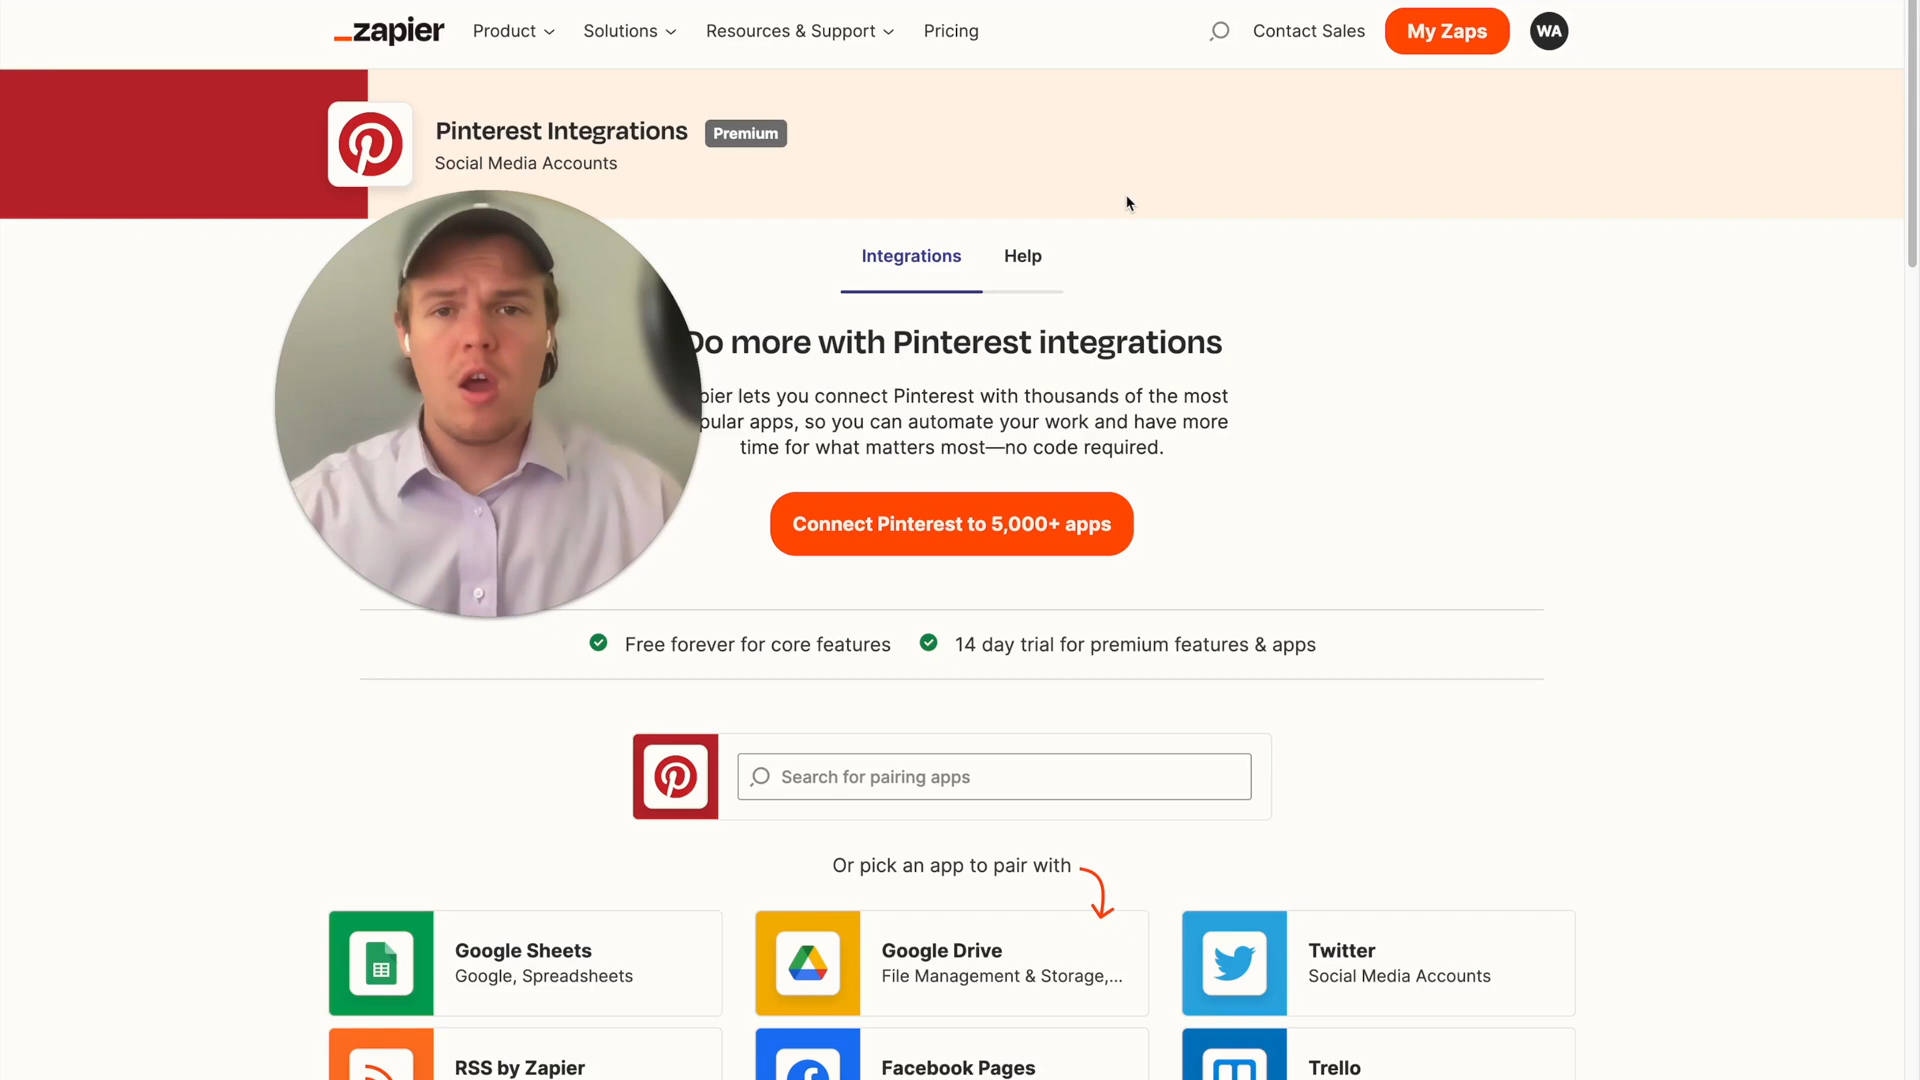 zapier
Product
Solutions
Resources & Support
Pricing
Contact Sales
My Zaps
WA
Pinterest Integrations
Premium
Social Media Accounts
Integrations
Help
Do more with Pinterest integrations
pier lets you connect Pinterest with thousands of the most
pular apps, so you can automate your work and have more
time for what matters most—no code required.
Connect Pinterest to 5,000+ apps
Free forever for core features
14 day trial for premium features & apps
Search for pairing apps
Or pick an app to pair with
Google Sheets
Google, Spreadsheets
Google Drive
File Management & Storage,...
Twitter
Social Media Accounts
RSS by Zapier
Facebook Pages
Trello